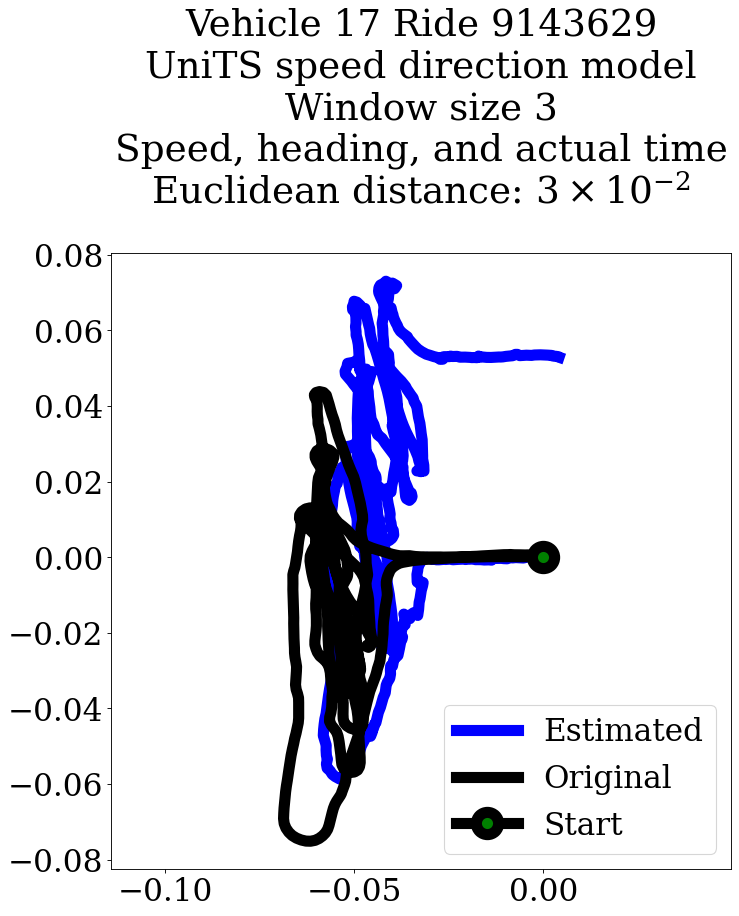 Vehicle 17 Ride 9143629
UniTS speed direction model
Window size 3
Speed, heading, and actual time
Euclidean distance: 3 × 10⁻²
0.08
0.06
0.04
0.02
0.00
−0.02
−0.04
−0.06
−0.08
−0.10 −0.05 0.00
Estimated
Original
Start